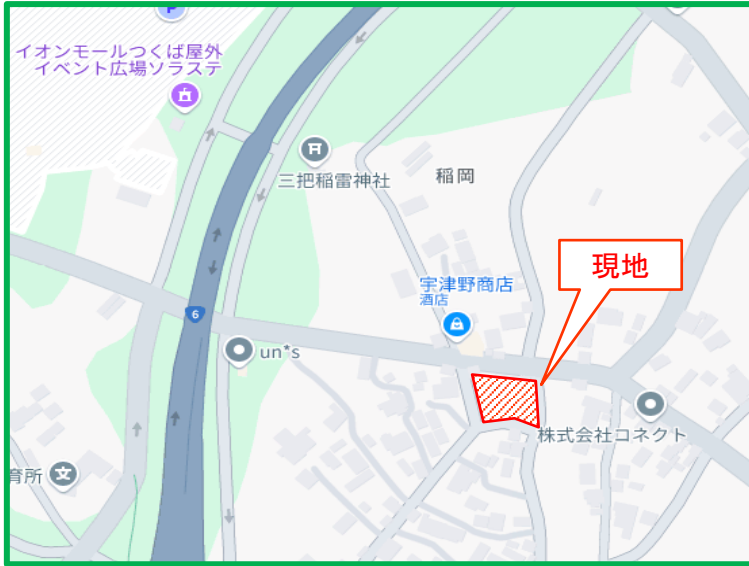 P
イオンモールつくば屋外
イベント広場ソラステ
三把稲雷神社
稲岡
現地
宇津野商店
酒店
6
un*s
株式会社コネクト
育所
文